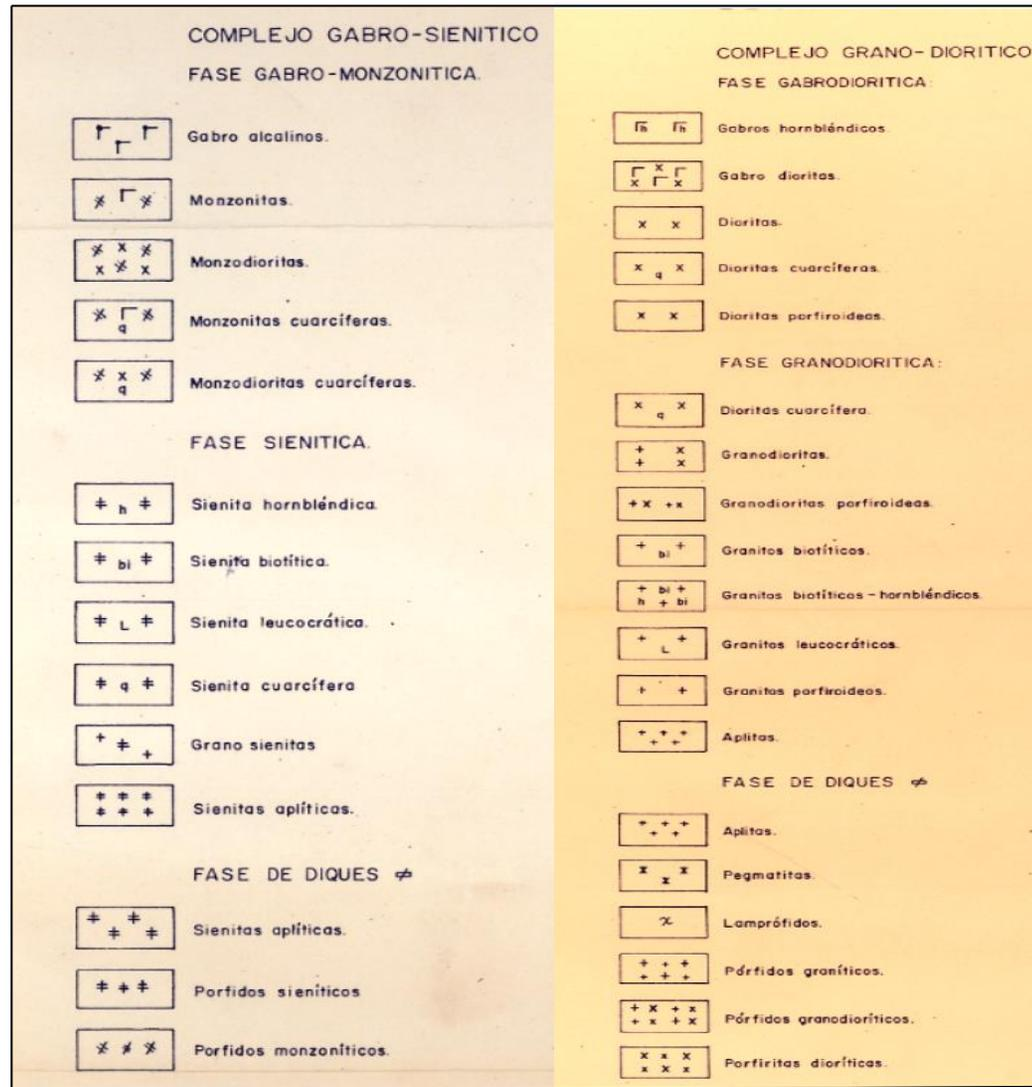 COMPLEJO GABRO-SIENITICO
FASE GABRO-MONZONITICA.
Gabro alcalinos.
Monzonitas.
Monzodioritas.
q
Monzonitas cuarcíferas.
q
Monzodioritas cuarcíferas.
FASE SIENITICA.
h
Sienita hornbléndica.
bi
Sienita biotítica.
L
Sienita leucocrática.
q
Sienita cuarcífera
Grano sienitas
Sienitas aplíticas.
FASE DE DIQUES
Sienitas aplíticas.
Porfidos sieníticos
Porfidos monzoníticos.
COMPLEJO GRANO-DIORITICO
FASE GABRODIORITICA:
h h
Gabros hornbléndicos.
x
x x
Gabro dioritas.
x x
Dioritas.
x q x
Dioritas cuarcíferas.
x x
Dioritas porfiroideas.
FASE GRANODIORITICA:
x q x
Dioritas cuarcífera.
+ x
+ x
Granodioritas.
+x +x
Granodioritas porfiroideas.
+ bi +
Granitos biotíticos.
+ bi +
h + bi
Granitos biotíticos-hornbléndicos.
+ L +
Granitos leucocráticos.
+ +
Granitos porfiroideos.
Aplitas.
FASE DE DIQUES
Aplitas.
Pegmatitas.
Lamprófidos.
Pórfidos graníticos.
Pórfidos granodioríticos.
Porfiritas dioríticas.